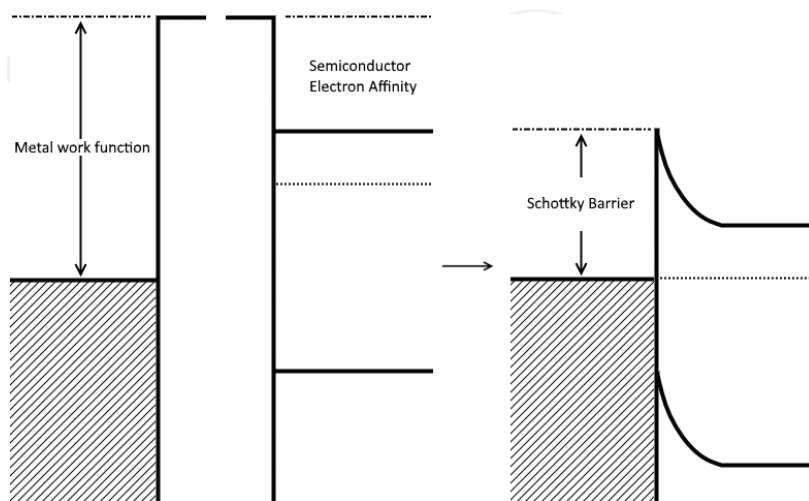 Semiconductor
Electron Affinity
Metal work function
Schottky Barrier